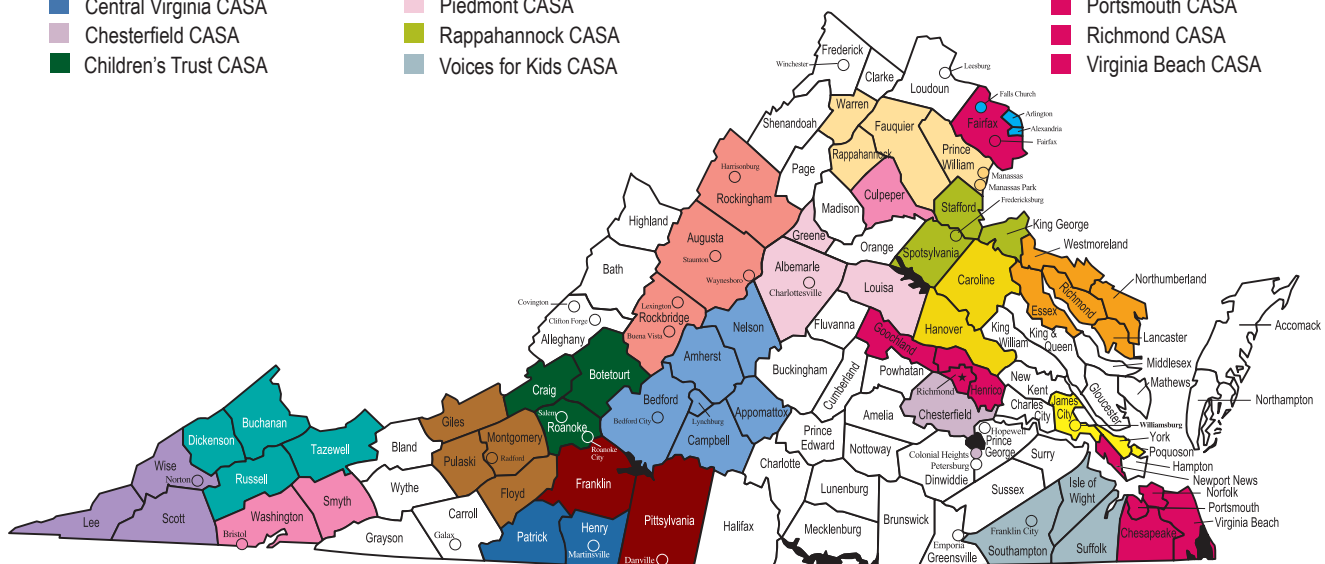 Central Virginia CASA
Piedmont CASA
Portsmouth CASA
Chesterfield CASA
Rappahannock CASA
Richmond CASA
Children's Trust CASA
Voices for Kids CASA
Virginia Beach CASA
Frederick
Winchester
Clarke
Leesburg
Loudoun
Falls Church
Warren
Arlington
Shenandoah
Fauquier
Fairfax
Alexandria
Fairfax
Rappahannock
Prince
William
Page
Harrisonburg
Manassas
Manassas Park
Rockingham
Culpeper
Madison
Stafford
Fredericksburg
Highland
Greene
King George
Augusta
Orange
Westmoreland
Staunton
Spotsylvania
Bath
Albemarle
Waynesboro
Charlottesville
Louisa
Caroline
Northumberland
Richmond
Covington
Lexington
Clifton Forge
Rockbridge
Essex
Buena Vista
Nelson
Fluvanna
Goochland
Hanover
King
William
King &
Queen
Accomack
Alleghany
Lancaster
Amherst
Middlesex
Botetourt
Buckingham
Cumberland
Powhatan
New
Kent
Mathews
Craig
Richmond
Henrico
Gloucester
Northampton
Bedford
Charles
City
James
City
Giles
Salem
Roanoke
Bedford City
Lynchburg
Appomattox
Amelia
Chesterfield
Buchanan
Dickenson
Williamsburg
Hopewell
Prince
George
York
Tazewell
Bland
Montgomery
Roanoke
City
Campbell
Prince
Edward
Nottoway
Colonial Heights
Petersburg
Surry
Poquoson
Pulaski
Radford
Wise
Charlotte
Hampton
Norton
Russell
Dinwiddie
Newport News
Wythe
Floyd
Franklin
Lunenburg
Sussex
Isle of
Wight
Norfolk
Smyth
Portsmouth
Lee
Scott
Washington
Carroll
Pittsylvania
Halifax
Mecklenburg
Brunswick
Franklin City
Virginia Beach
Bristol
Grayson
Galax
Patrick
Henry
Martinsville
Chesapeake
Emporia
Greensville
Southampton
Suffolk
Danville